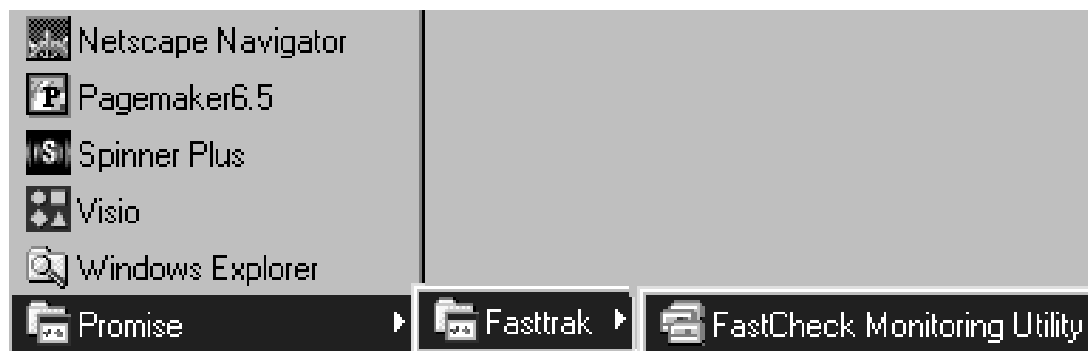 Netscape Navigator
Pagemaker6.5
Spinner Plus
Visio
Windows Explorer
Promise Fasttrak FastCheck Monitoring Utility